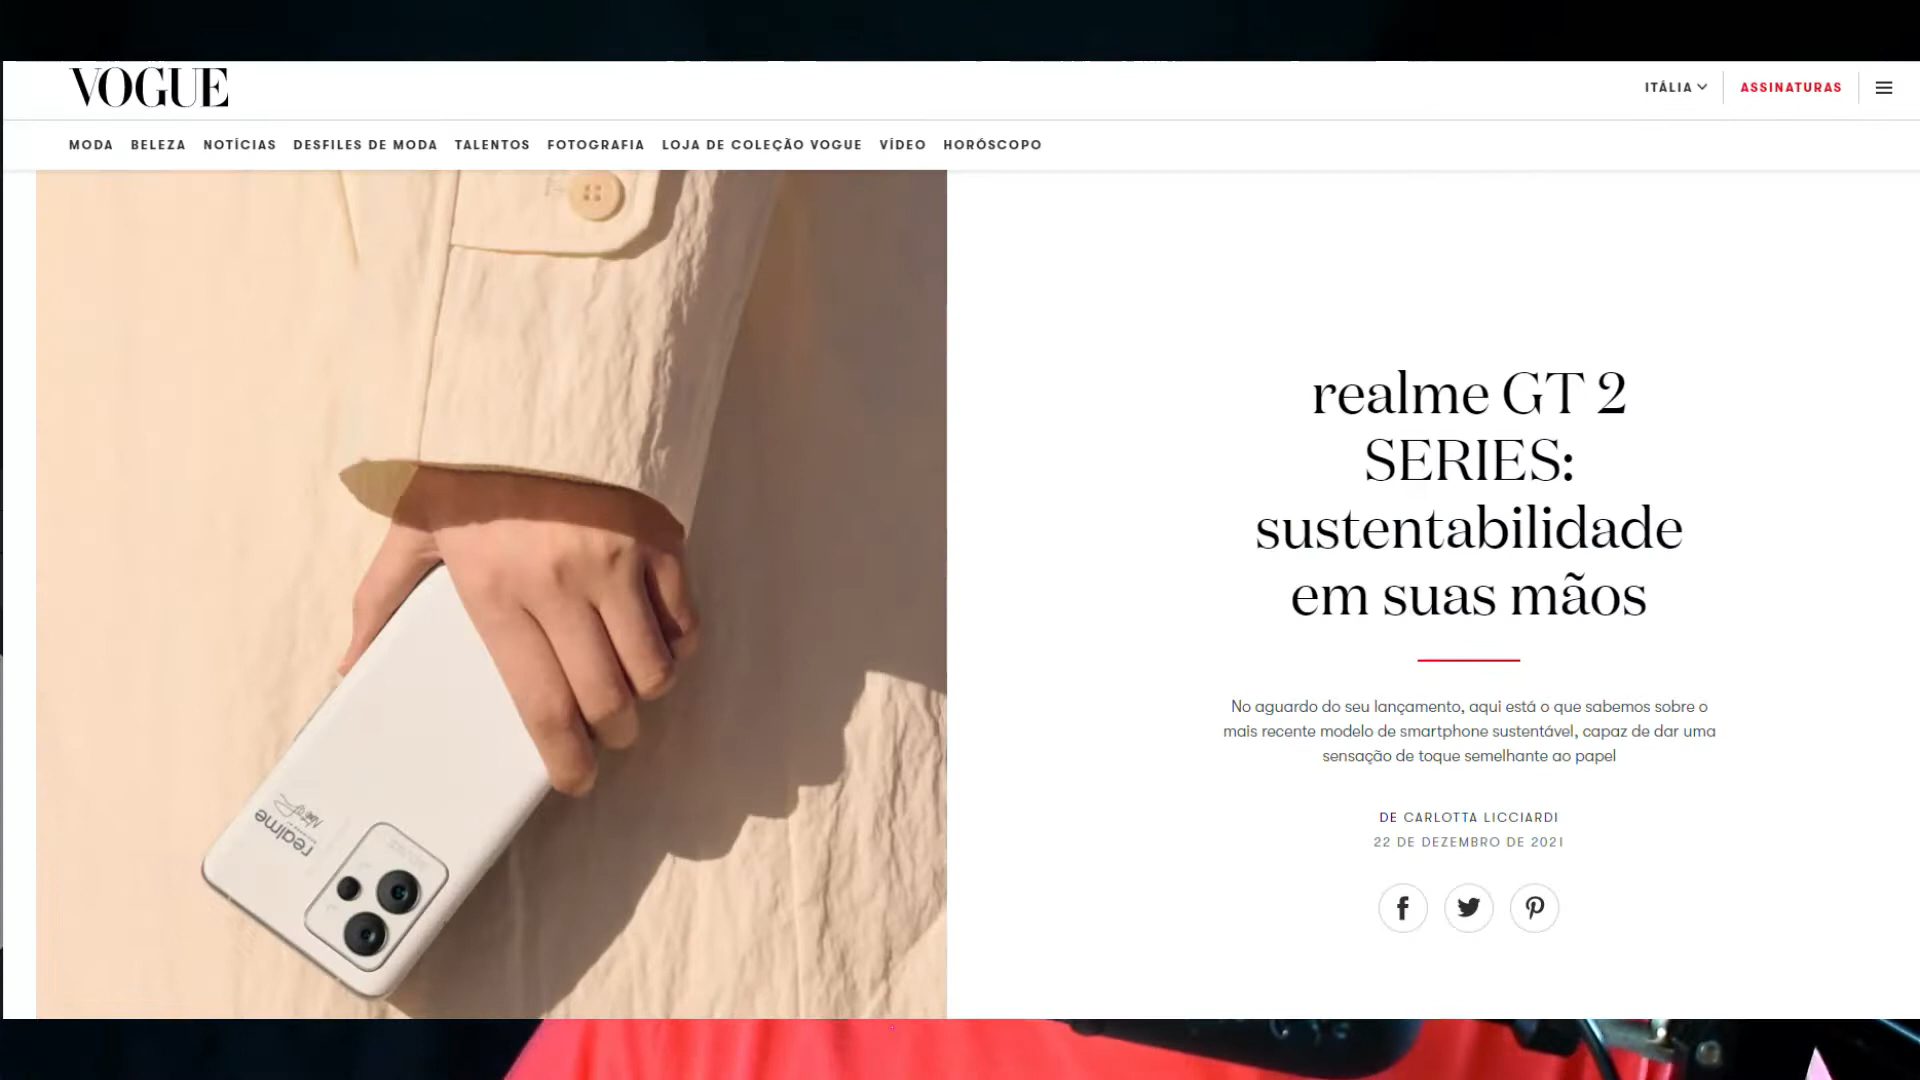 VOGUE
ITÁLIA
ASSINATURAS
MODA BELEZA NOTÍCIAS DESFILES DE MODA TALENTOS FOTOGRAFIA LOJA DE COLEÇÃO VOGUE VÍDEO HORÓSCOPO
realme GT 2
SERIES:
sustentabilidade
em suas mãos
No aguardo do seu lançamento, aqui está o que sabemos sobre o
mais recente modelo de smartphone sustentável, capaz de dar uma
sensação de toque semelhante ao papel
DE CARLOTTA LICCIARDI
22 DE DEZEMBRO DE 2021
realme